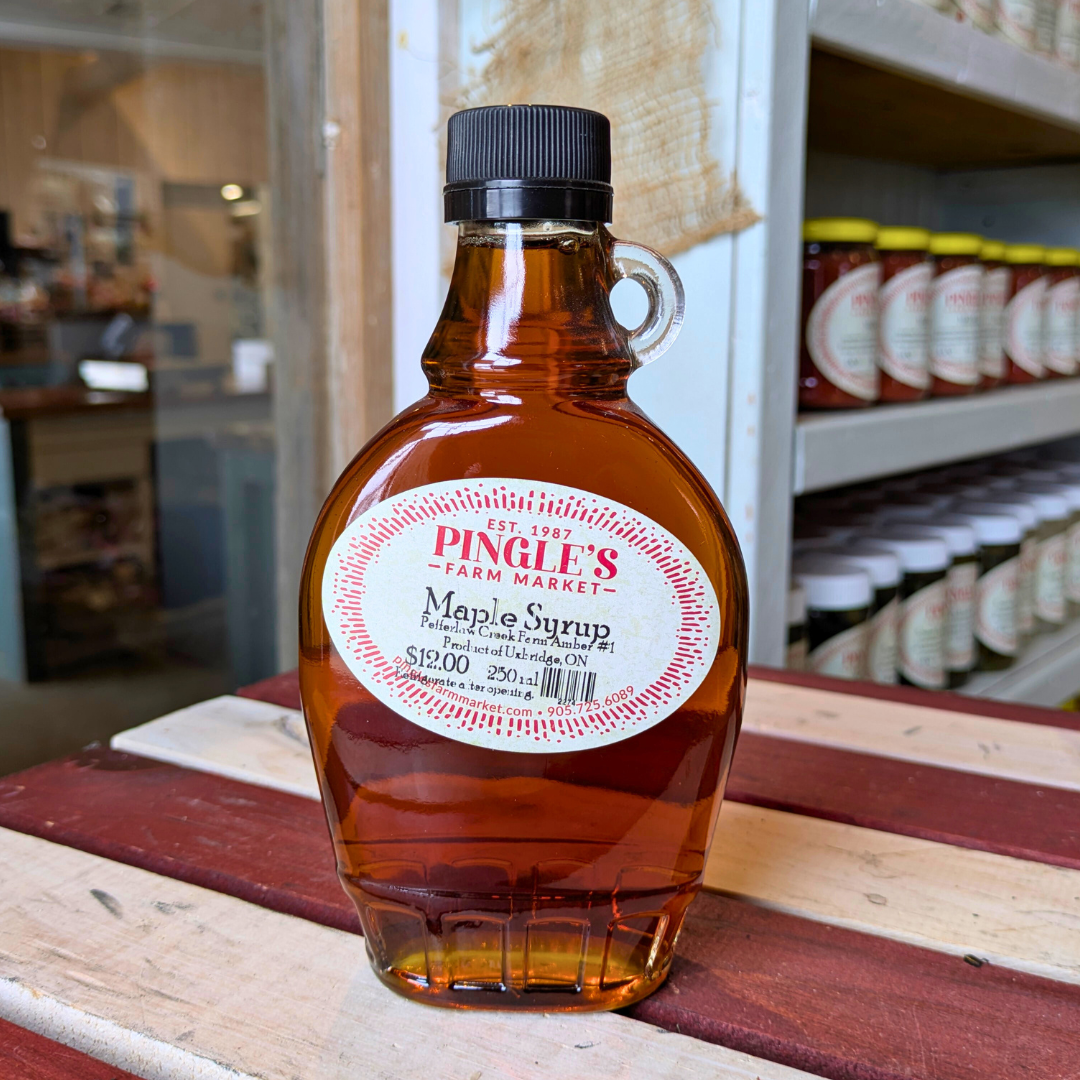 EST. 1987
PINGLE'S
FARM MARKET
Maple Syrup
Pefferlaw Creek Farm Amber #1
Product of Uxbridge, ON
$12.00 250 ml
Refrigerate after opening.
pinglesfarmmarket.com • 905.725.6089
PINGLE'S